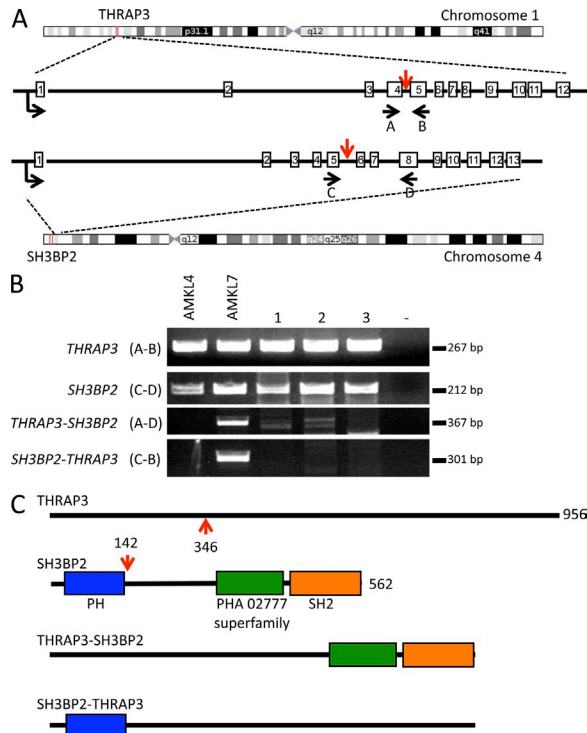 A
THRAP3
Chromosome 1
p31.1 q12 q41
1 2 3 4 5 6 7 8 9 10 11 12
A B
1 2 3 4 5 6 7 8 9 10 11 12 13
C D
q12 q24 q25 q26
SH3BP2
Chromosome 4
B
AMKL4 AMKL7 1 2 3 -
THRAP3 (A-B) 267 bp
SH3BP2 (C-D) 212 bp
THRAP3-SH3BP2 (A-D) 367 bp
SH3BP2-THRAP3 (C-B) 301 bp
C
THRAP3
956
346
142
SH3BP2
562
PH PHA 02777 SH2
superfamily
THRAP3-SH3BP2
SH3BP2-THRAP3